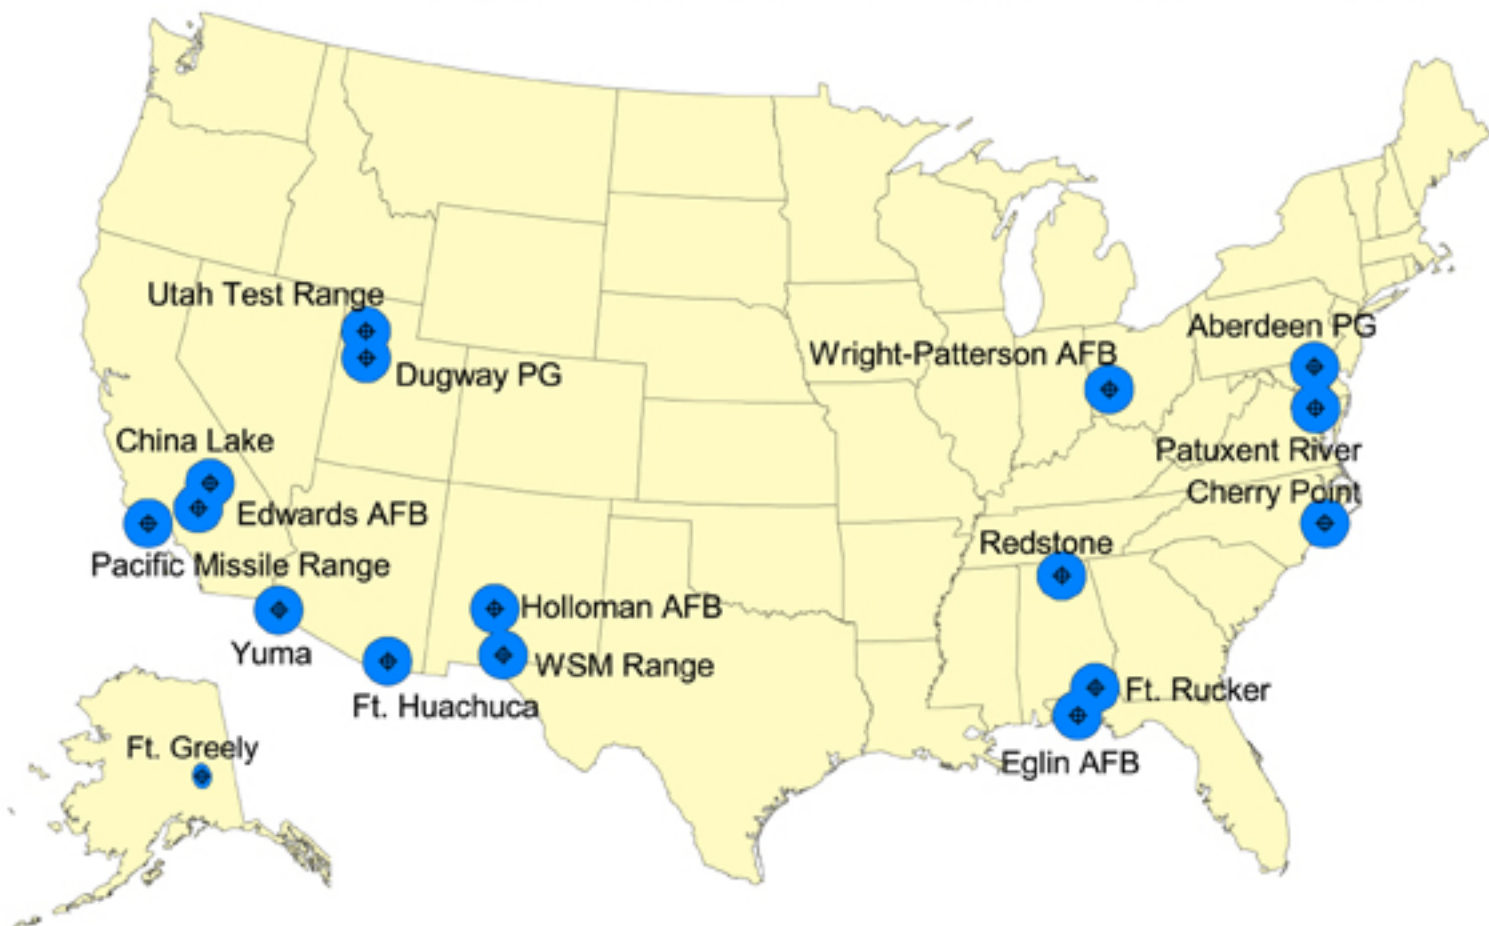 Utah Test Range
Aberdeen PG
Wright-Patterson AFB
Dugway PG
China Lake
Patuxent River
Cherry Point
Edwards AFB
Redstone
Pacific Missile Range
Holloman AFB
Yuma
WSM Range
Ft. Rucker
Ft. Huachuca
Ft. Greely
Eglin AFB